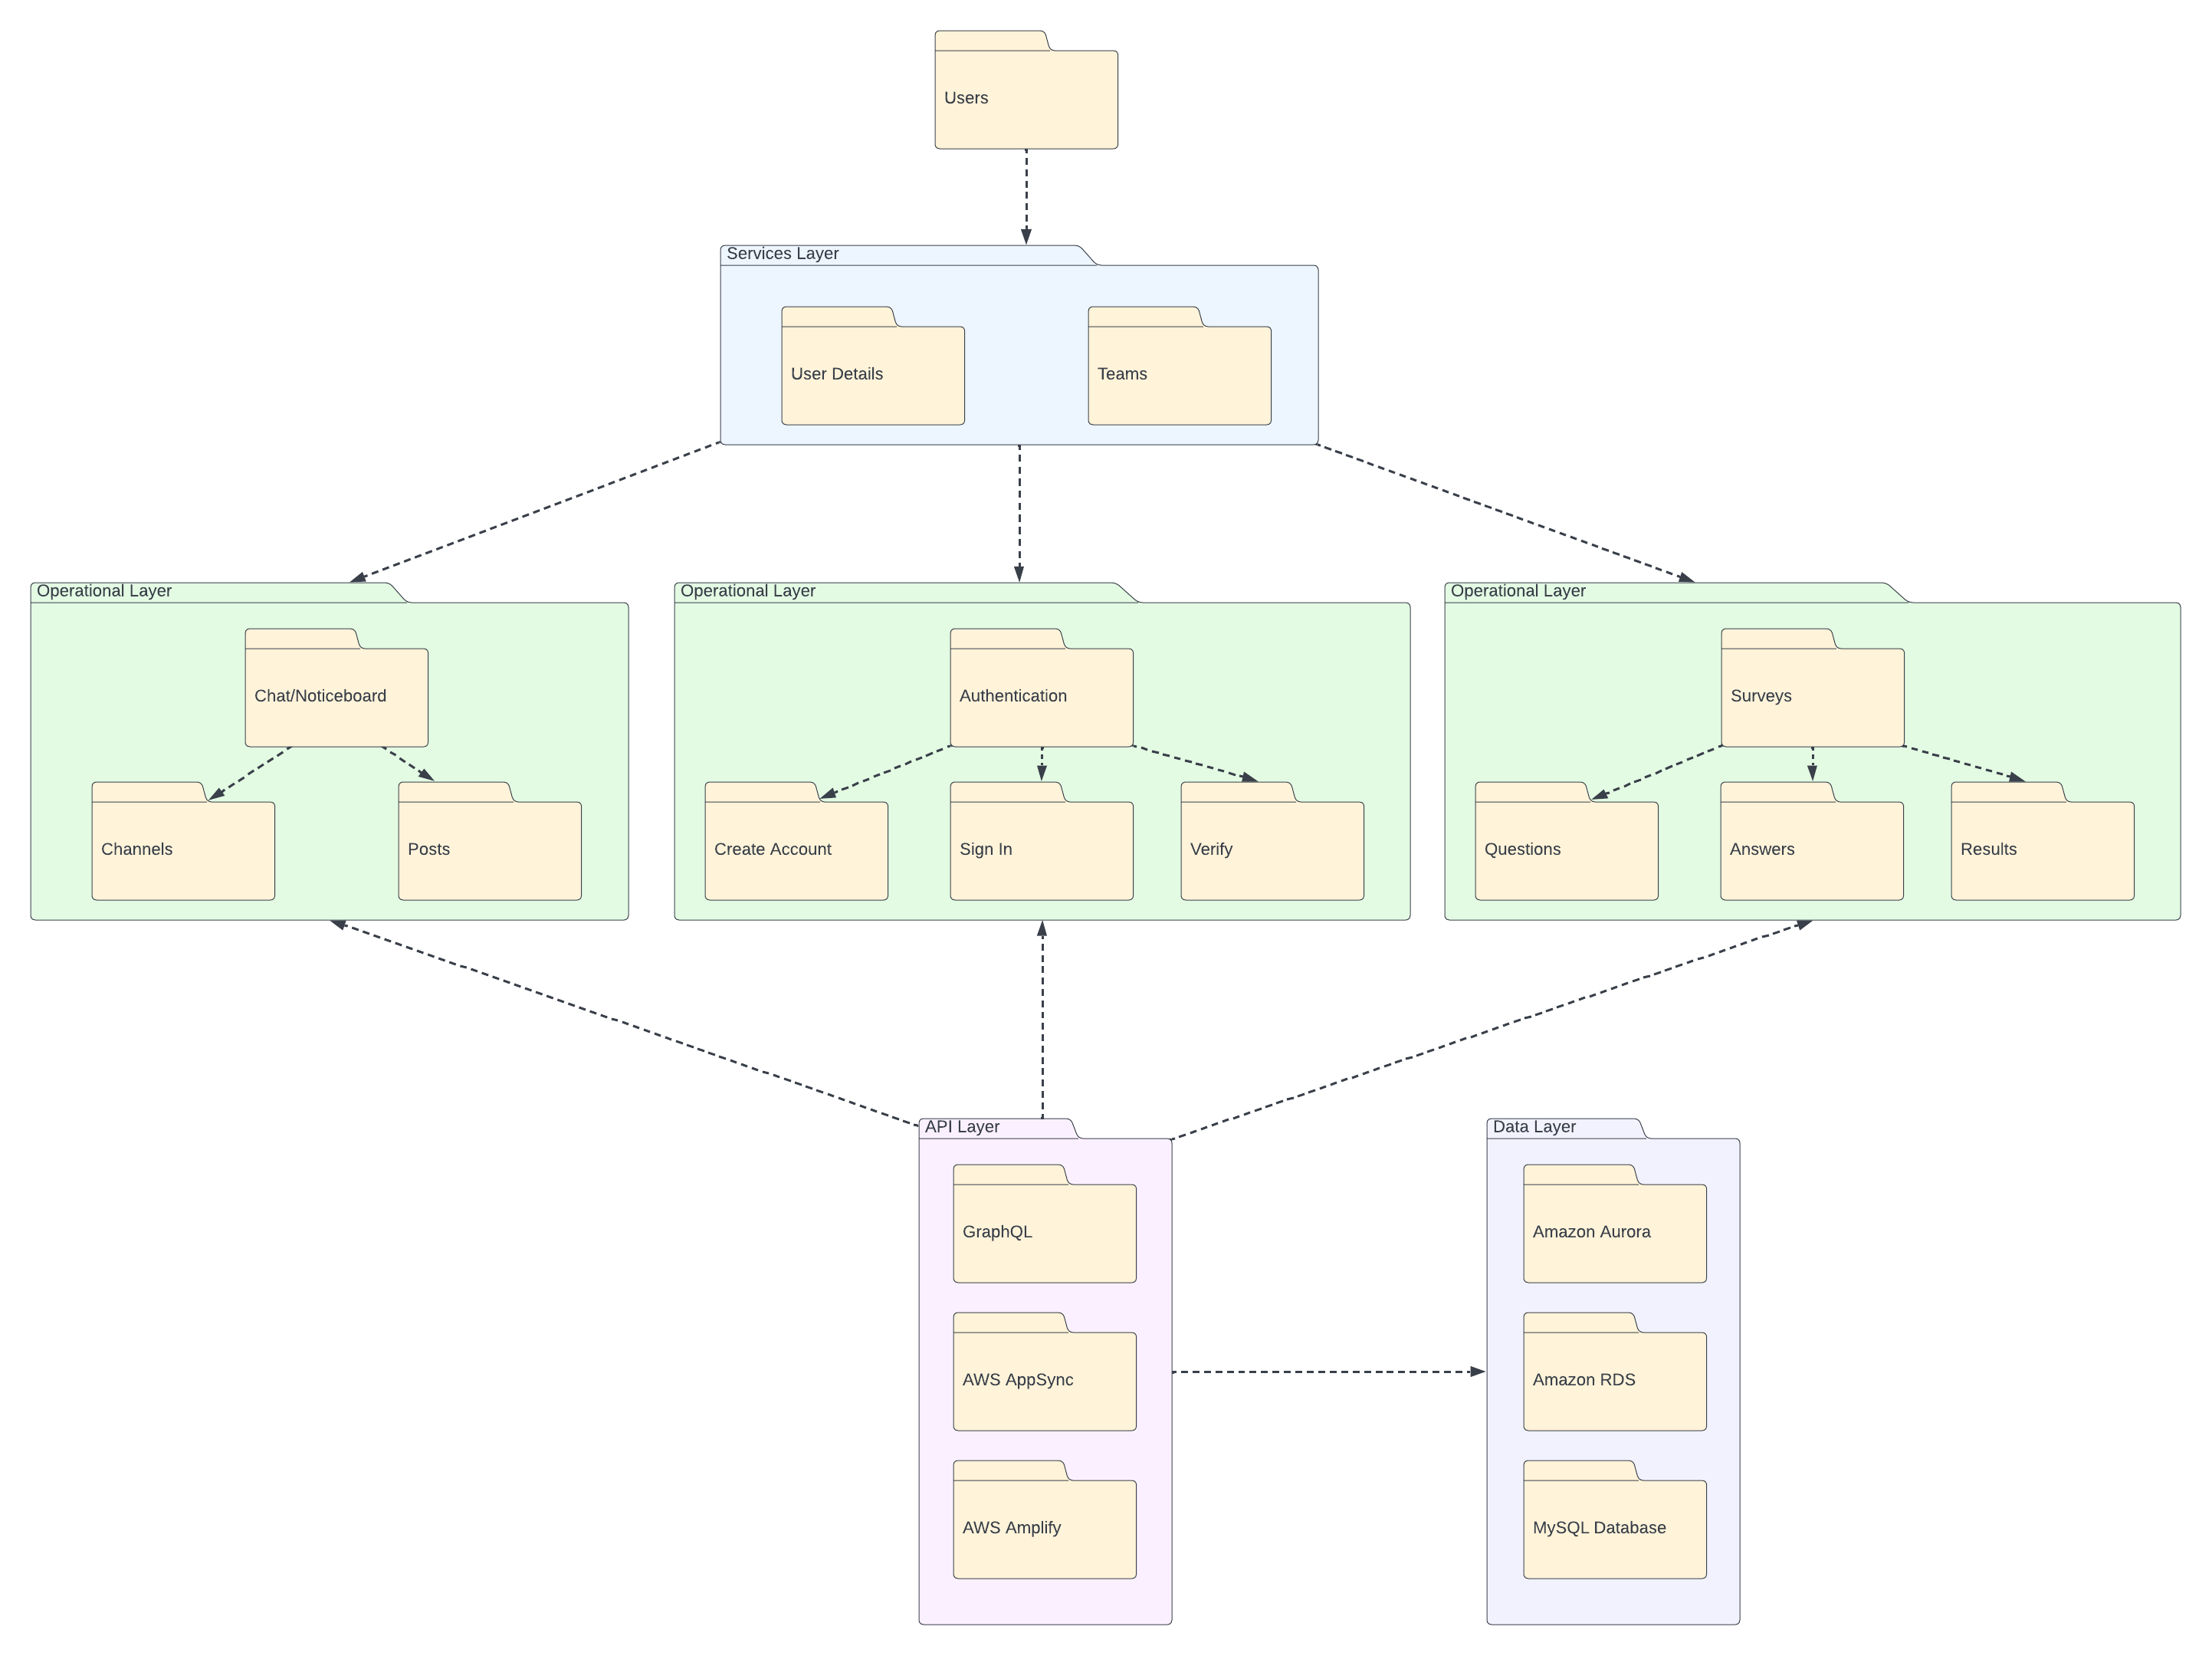 Users
Services Layer
User Details
Teams
Operational Layer
Chat/Noticeboard
Channels
Posts
Operational Layer
Authentication
Create Account
Sign In
Verify
Operational Layer
Surveys
Questions
Answers
Results
API Layer
GraphQL
AWS AppSync
AWS Amplify
Data Layer
Amazon Aurora
Amazon RDS
MySQL Database